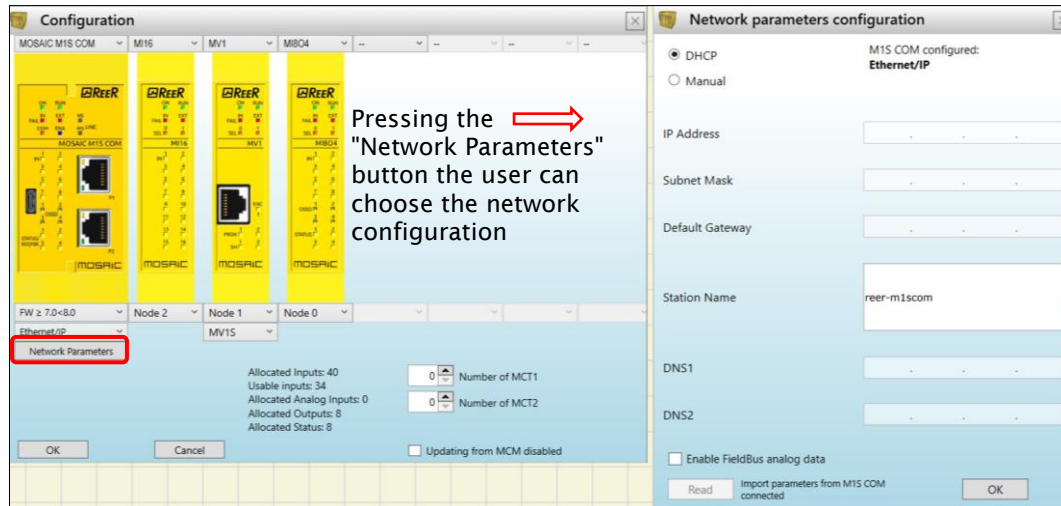 Configuration
MOSAIC M1S COM
MI16
MV1
MI8O4
--
--
--
--
REER
REER
REER
REER
MOSAIC M1S COM
MI16
MV1
MI8O4
P1
P2
MOSAIC
MOSAIC
MOSAIC
MOSAIC
Pressing the
"Network Parameters"
button the user can
choose the network
configuration
FW ≥ 7.0<8.0
Node 2
Node 1
Node 0
Ethernet/IP
MV1S
Network Parameters
Allocated Inputs: 40
Usable inputs: 34
Allocated Analog Inputs: 0
Allocated Outputs: 8
Allocated Status: 8
0 Number of MCT1
0 Number of MCT2
OK
Cancel
Updating from MCM disabled
Network parameters configuration
DHCP
Manual
M1S COM configured:
Ethernet/IP
IP Address
Subnet Mask
Default Gateway
Station Name
reer-m1scom
DNS1
DNS2
Enable FieldBus analog data
Read
Import parameters from M1S COM
connected
OK